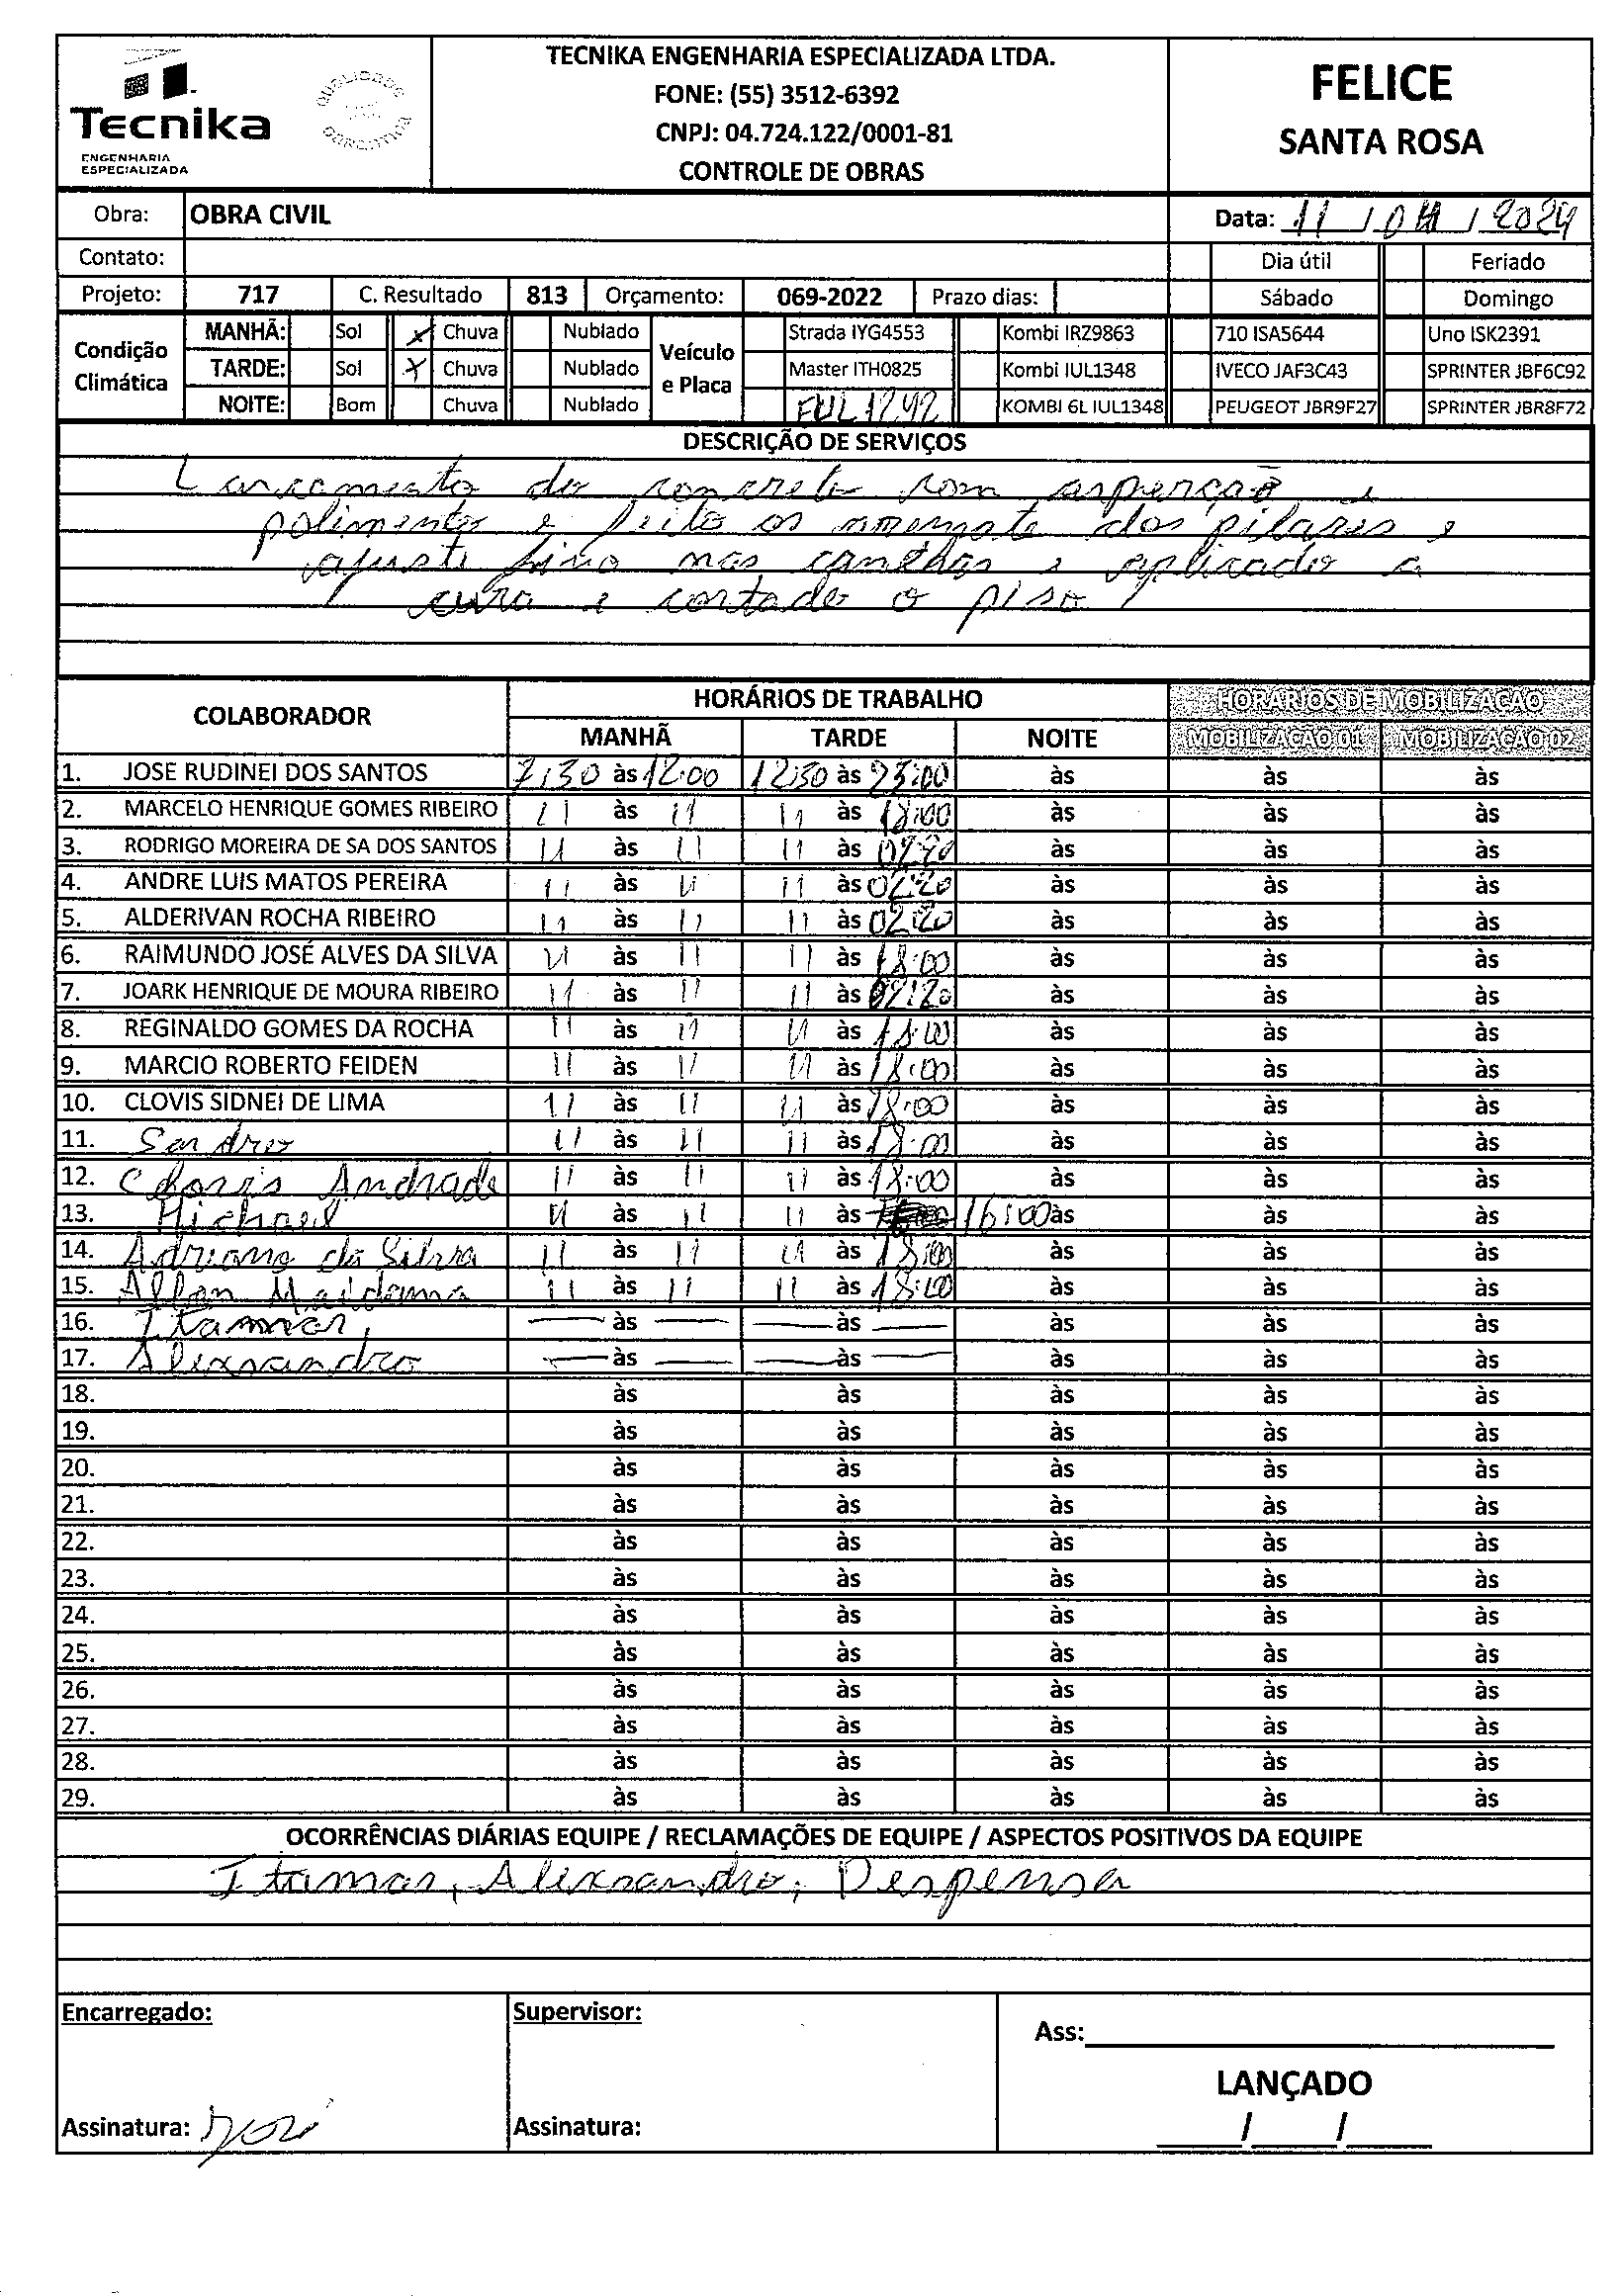 Tecnika
ENGENHARIA
ESPECIALIZADA
QUALIDADE
TECNIKA ENGENHARIA ESPECIALIZADA LTDA.
FONE: (55) 3512-6392
CNPJ: 04.724.122/0001-81
CONTROLE DE OBRAS
FELICE
SANTA ROSA
Obra: OBRA CIVIL Data: 11 / 04 / 2024
Contato: Dia útil Feriado
Projeto: 717 C. Resultado 813 Orçamento: 069-2022 Prazo dias: Sábado Domingo
Condição Climática
MANHÃ: Sol X Chuva Nublado
TARDE: Sol X Chuva Nublado
NOITE: Bom Chuva Nublado
Veículo e Placa
Strada IYG4553 Kombi IRZ9863 710 ISA5644 Uno ISK2391
Master ITH0825 Kombi IUL1348 IVECO JAF3C43 SPRINTER JBF6C92
KOMBI 6L IUL1348 PEUGEOT JBR9F27 SPRINTER JBR8F72
DESCRIÇÃO DE SERVIÇOS
Lançamento do concreto com asperção e
polimento e feito os arremate dos pilares e
ajuste fino nas canchas e aplicado a
cura e cortado o piso
COLABORADOR HORÁRIOS DE TRABALHO HORÁRIOS DE MOBILIZAÇÃO
MANHÃ TARDE NOITE MOBILIZAÇÃO 01 MOBILIZAÇÃO 02
1. JOSE RUDINEI DOS SANTOS 7:30 às 12:00 12:30 às 23:00 às às às
2. MARCELO HENRIQUE GOMES RIBEIRO 11 às 11 11 às 18:00 às às às
3. RODRIGO MOREIRA DE SA DOS SANTOS 11 às 11 11 às 02:20 às às às
4. ANDRE LUIS MATOS PEREIRA 11 às 11 11 às 02:20 às às às
5. ALDERIVAN ROCHA RIBEIRO 11 às 11 11 às 02:20 às às às
6. RAIMUNDO JOSÉ ALVES DA SILVA 11 às 11 11 às 18:00 às às às
7. JOARK HENRIQUE DE MOURA RIBEIRO 11 às 11 11 às 02:20 às às às
8. REGINALDO GOMES DA ROCHA 11 às 11 11 às 18:00 às às às
9. MARCIO ROBERTO FEIDEN 11 às 11 11 às 18:00 às às às
10. CLOVIS SIDNEI DE LIMA 11 às 11 11 às 18:00 às às às
11. Sandro 11 às 11 11 às 18:00 às às às
12. Cloris Andrade 11 às 11 11 às 18:00 às às às
13. Michael 11 às 11 11 às 16:00 às às às
14. Adriano da Silva 11 às 11 11 às 18:00 às às às
15. 11 às 11 11 às 18:00 às às às
16. Itamar, — às — — às — às às às
17. Alixsandro — às — — às — às às às
18. às às às às às
19. às às às às às
20. às às às às às
21. às às às às às
22. às às às às às
23. às às às às às
24. às às às às às
25. às às às às às
26. às às às às às
27. às às às às às
28. às às às às às
29. às às às às às
OCORRÊNCIAS DIÁRIAS EQUIPE / RECLAMAÇÕES DE EQUIPE / ASPECTOS POSITIVOS DA EQUIPE
Itamar, Alixsandro, Despensa
Encarregado: Supervisor: Ass:
LANÇADO
Assinatura: Assinatura: / /